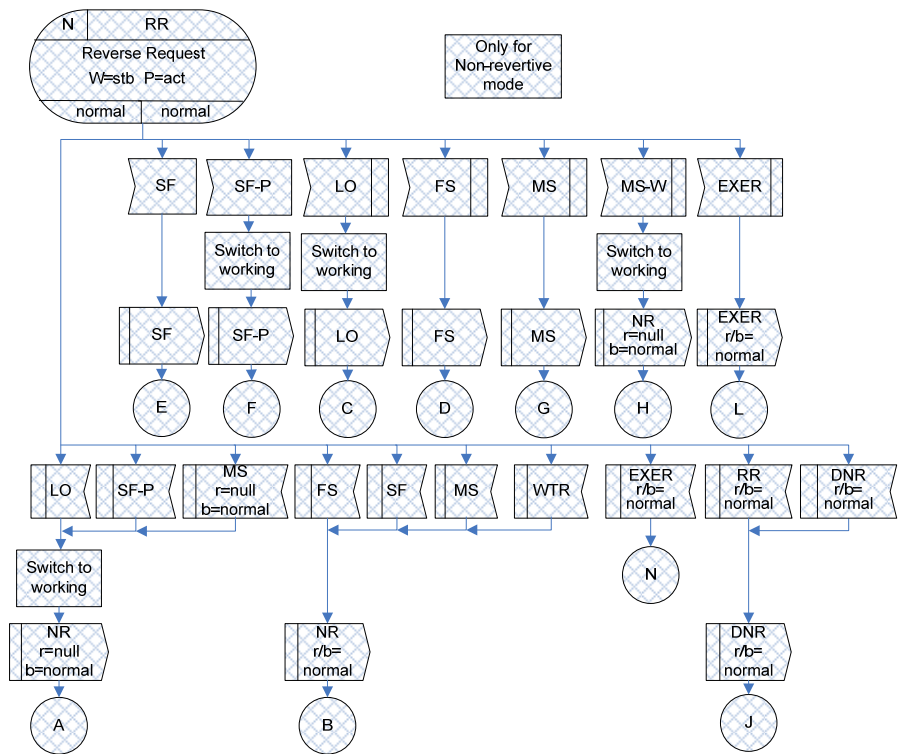 N RR
Reverse Request
W=stb P=act
normal normal
Only for
Non-revertive
mode
SF SF-P LO FS MS MS-W EXER
Switch to
working
Switch to
working
Switch to
working
SF SF-P LO FS MS
NR
r=null
b=normal
EXER
r/b=
normal
E F C D G H L
LO SF-P
MS
r=null
b=normal
FS SF MS WTR
EXER
r/b=
normal
RR
r/b=
normal
DNR
r/b=
normal
Switch to
working
N
NR
r=null
b=normal
NR
r/b=
normal
DNR
r/b=
normal
A B J